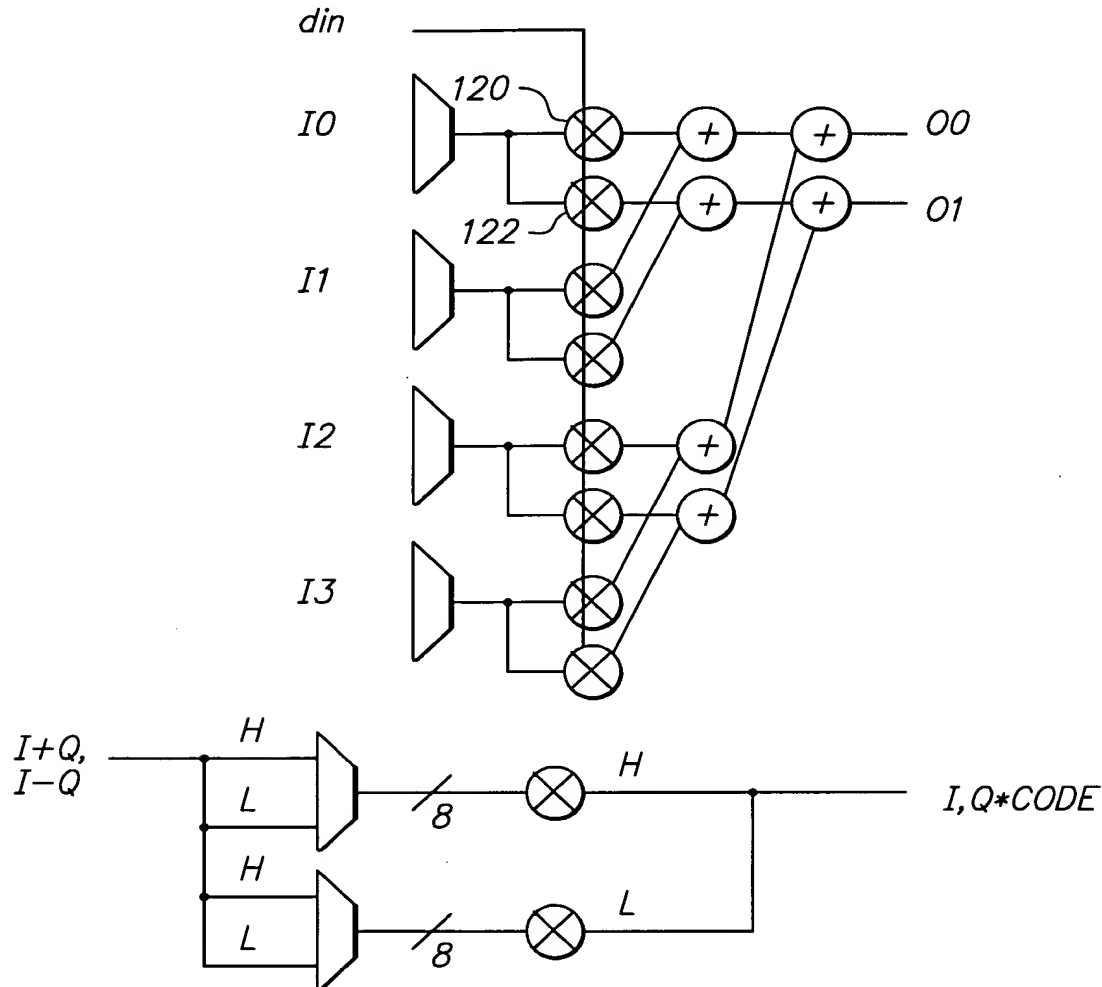 din
120
I0
+
+
O0
122
+
+
O1
I1
I2
+
+
I3
I+Q,
I-Q
H
L
8
H
I,Q*CODE
H
L
8
L